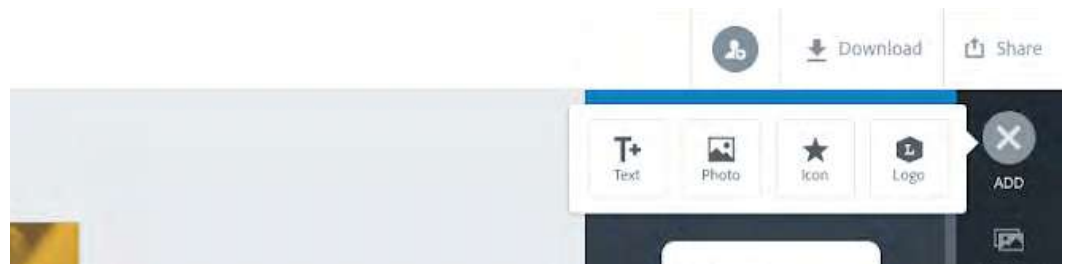 Download
Share
T+
Text
Photo
Icon
L
Logo
ADD